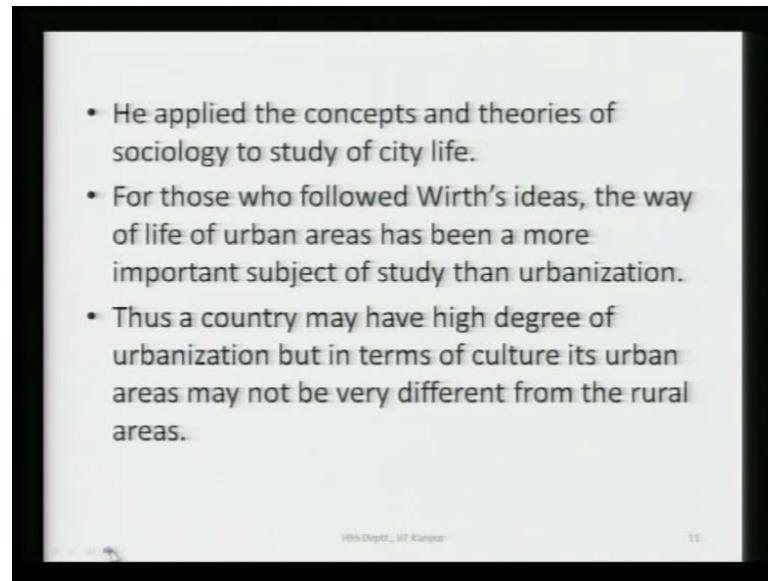 • He applied the concepts and theories of
sociology to study of city life.
• For those who followed Wirth's ideas, the way
of life of urban areas has been a more
important subject of study than urbanization.
• Thus a country may have high degree of
urbanization but in terms of culture its urban
areas may not be very different from the rural
areas.
HSS Deptt., IIT Kanpur 11